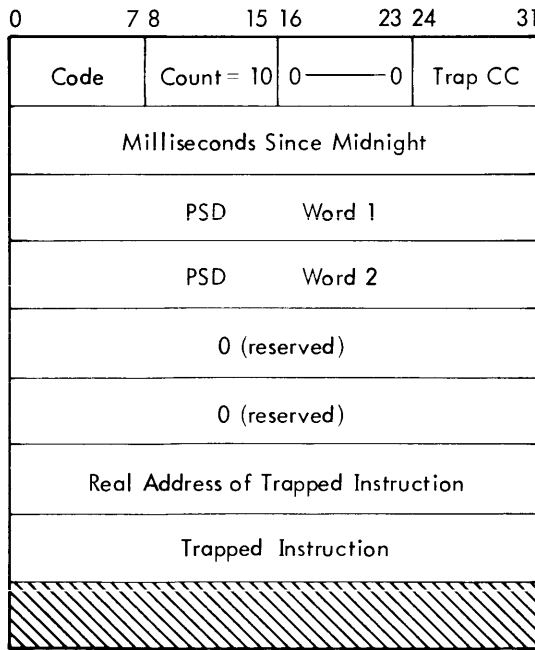 0 7 8 15 16 23 24 31
Code Count = 10 0——0 Trap CC
Milliseconds Since Midnight
PSD Word 1
PSD Word 2
0 (reserved)
0 (reserved)
Real Address of Trapped Instruction
Trapped Instruction